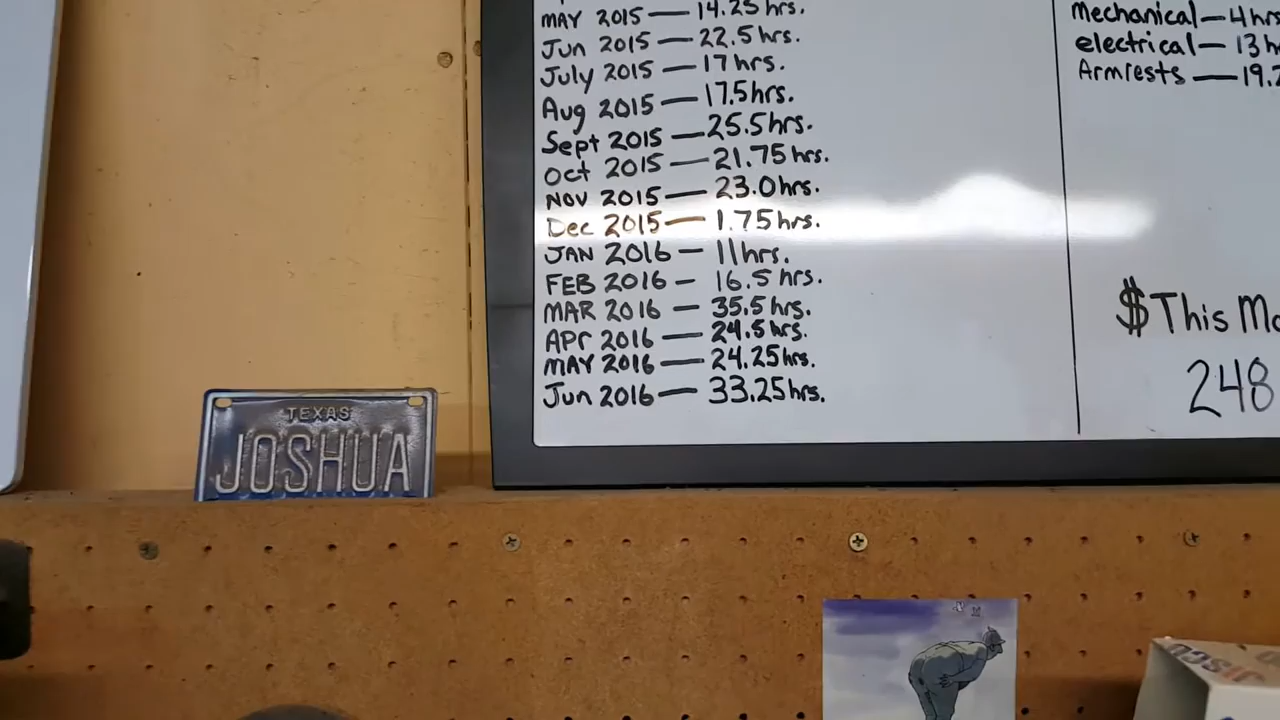 MAY 2015 — 14.25 hrs.
Jun 2015 — 22.5 hrs.
July 2015 — 17 hrs.
Aug 2015 — 17.5 hrs.
Sept 2015 — 25.5 hrs.
Oct 2015 — 21.75 hrs.
NOV 2015 — 23.0 hrs.
Dec 2015 — 1.75 hrs.
JAN 2016 — 11 hrs.
FEB 2016 — 16.5 hrs.
MAR 2016 — 35.5 hrs.
APR 2016 — 24.5 hrs.
MAY 2016 — 24.25 hrs.
Jun 2016 — 33.25 hrs.
Mechanical — 4 hrs
electrical — 13 h
Armrests — 19.2
$ This Mo
248
TEXAS
JOSHUA